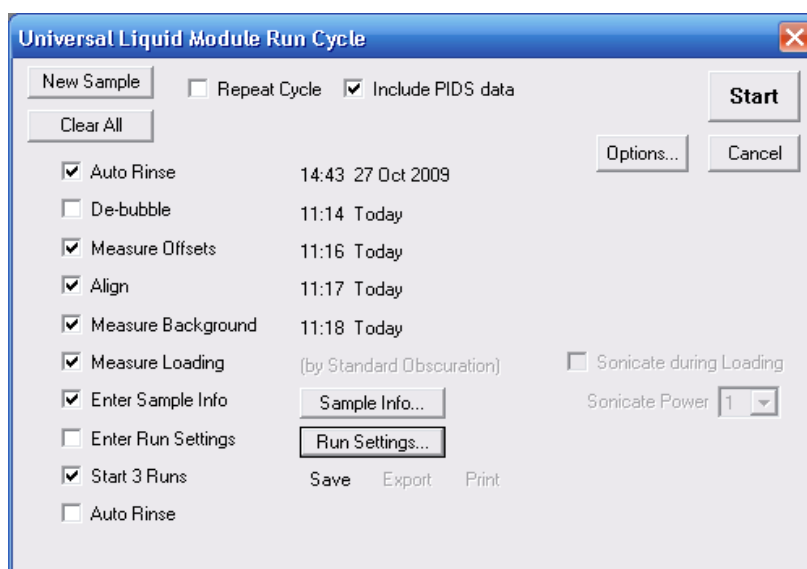 Universal Liquid Module Run Cycle
New Sample
Repeat Cycle
Include PIDS data
Start
Clear All
Options...
Cancel
Auto Rinse 14:43 27 Oct 2009
De-bubble 11:14 Today
Measure Offsets 11:16 Today
Align 11:17 Today
Measure Background 11:18 Today
Measure Loading (by Standard Obscuration) Sonicate during Loading
Enter Sample Info Sample Info... Sonicate Power 1
Enter Run Settings Run Settings...
Start 3 Runs Save Export Print
Auto Rinse